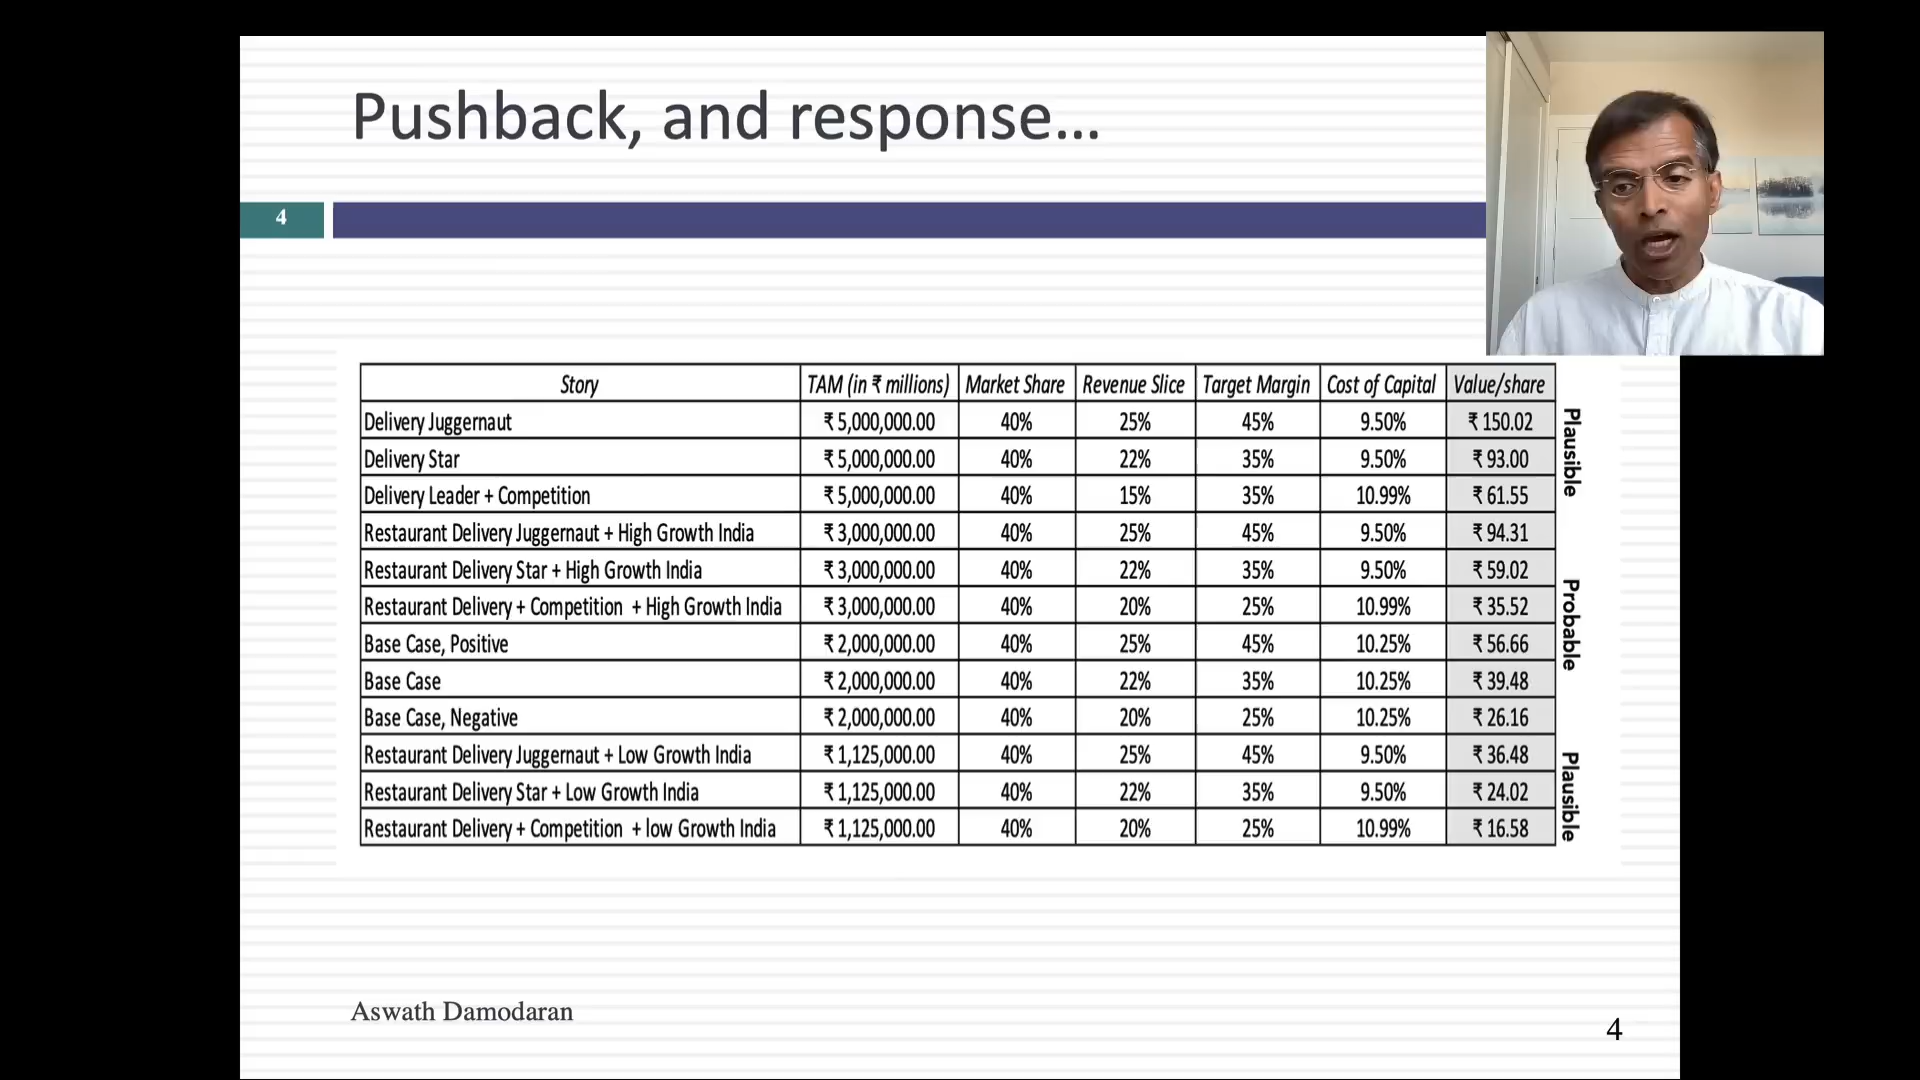 Pushback, and response...
4
Story TAM (in ₹ millions) Market Share Revenue Slice Target Margin Cost of Capital Value/share
Delivery Juggernaut ₹ 5,000,000.00 40% 25% 45% 9.50% ₹ 150.02
Delivery Star ₹ 5,000,000.00 40% 22% 35% 9.50% ₹ 93.00
Delivery Leader + Competition ₹ 5,000,000.00 40% 15% 35% 10.99% ₹ 61.55
Restaurant Delivery Juggernaut + High Growth India ₹ 3,000,000.00 40% 25% 45% 9.50% ₹ 94.31
Restaurant Delivery Star + High Growth India ₹ 3,000,000.00 40% 22% 35% 9.50% ₹ 59.02
Restaurant Delivery + Competition + High Growth India ₹ 3,000,000.00 40% 20% 25% 10.99% ₹ 35.52
Base Case, Positive ₹ 2,000,000.00 40% 25% 45% 10.25% ₹ 56.66
Base Case ₹ 2,000,000.00 40% 22% 35% 10.25% ₹ 39.48
Base Case, Negative ₹ 2,000,000.00 40% 20% 25% 10.25% ₹ 26.16
Restaurant Delivery Juggernaut + Low Growth India ₹ 1,125,000.00 40% 25% 45% 9.50% ₹ 36.48
Restaurant Delivery Star + Low Growth India ₹ 1,125,000.00 40% 22% 35% 9.50% ₹ 24.02
Restaurant Delivery + Competition + low Growth India ₹ 1,125,000.00 40% 20% 25% 10.99% ₹ 16.58
Plausible
Probable
Plausible
Aswath Damodaran
4